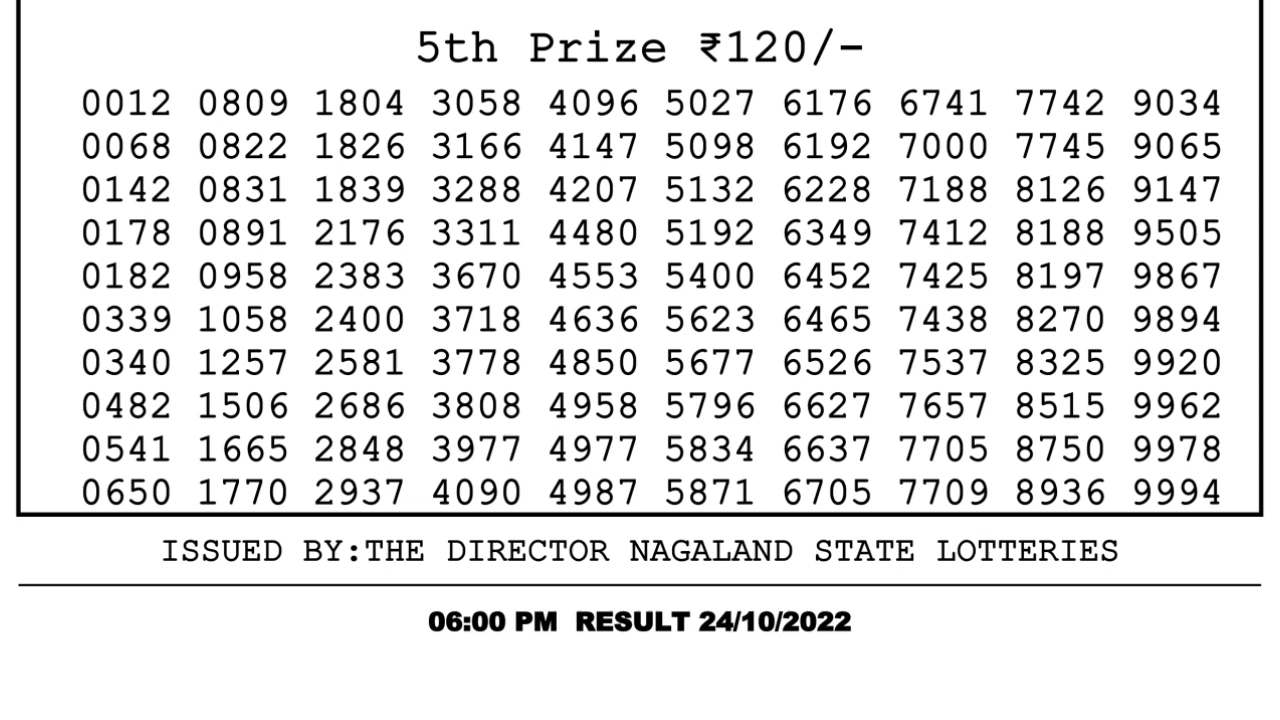 5th Prize ₹120/-
0012 0809 1804 3058 4096 5027 6176 6741 7742 9034
0068 0822 1826 3166 4147 5098 6192 7000 7745 9065
0142 0831 1839 3288 4207 5132 6228 7188 8126 9147
0178 0891 2176 3311 4480 5192 6349 7412 8188 9505
0182 0958 2383 3670 4553 5400 6452 7425 8197 9867
0339 1058 2400 3718 4636 5623 6465 7438 8270 9894
0340 1257 2581 3778 4850 5677 6526 7537 8325 9920
0482 1506 2686 3808 4958 5796 6627 7657 8515 9962
0541 1665 2848 3977 4977 5834 6637 7705 8750 9978
0650 1770 2937 4090 4987 5871 6705 7709 8936 9994
ISSUED BY:THE DIRECTOR NAGALAND STATE LOTTERIES
06:00 PM RESULT 24/10/2022